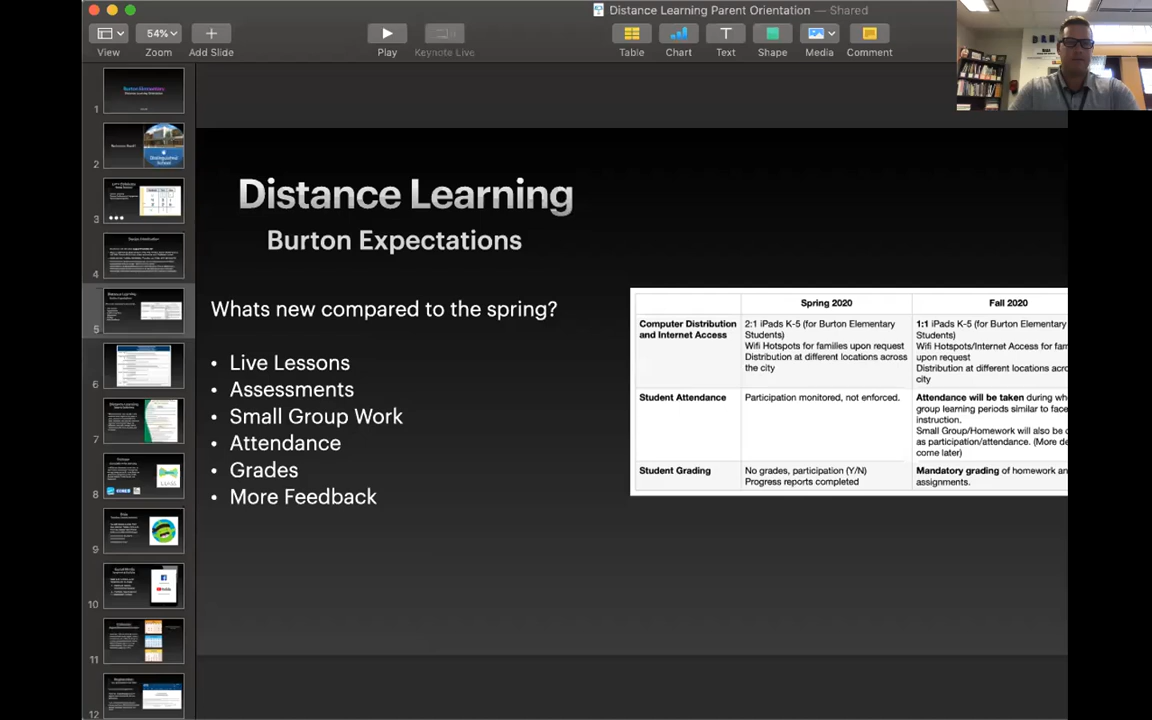 Distance Learning Parent Orientation — Shared
54%
View
Zoom
Add Slide
Play
Keynote Live
Table
Chart
Text
Shape
Media
Comment
1
2
3
4
5
6
7
8
9
10
11
12
Distance Learning
Burton Expectations
Whats new compared to the spring?
• Live Lessons
• Assessments
• Small Group Work
• Attendance
• Grades
• More Feedback
Spring 2020
Fall 2020
Computer Distribution
and Internet Access
2:1 iPads K-5 (for Burton Elementary
Students)
Wifi Hotspots for families upon request
Distribution at different locations across
the city
1:1 iPads K-5 (for Burton Elementary
Students)
Wifi Hotspots/Internet Access for fam
upon request
Distribution at different locations acro
city
Student Attendance
Participation monitored, not enforced.
Attendance will be taken during wh
group learning periods similar to face
instruction.
Small Group/Homework will also be c
as participation/attendance. (More de
come later)
Student Grading
No grades, participation (Y/N)
Progress reports completed
Mandatory grading of homework an
assignments.